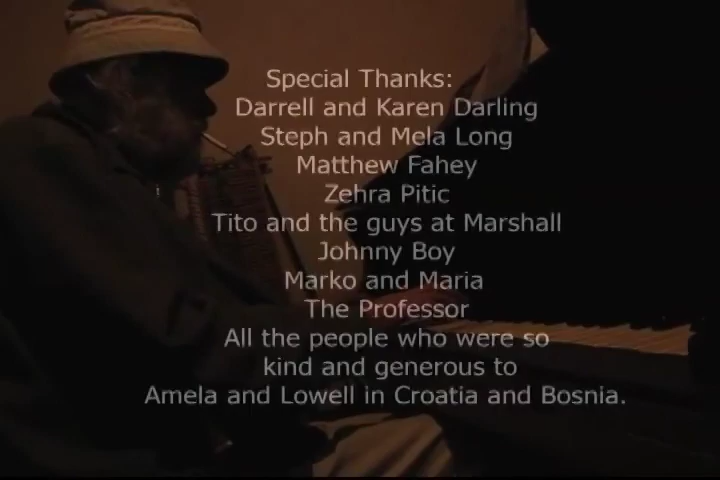 Special Thanks:
Darrell and Karen Darling
Steph and Mela Long
Matthew Fahey
Zehra Pitic
Tito and the guys at Marshall
Johnny Boy
Marko and Maria
The Professor
All the people who were so
kind and generous to
Amela and Lowell in Croatia and Bosnia.